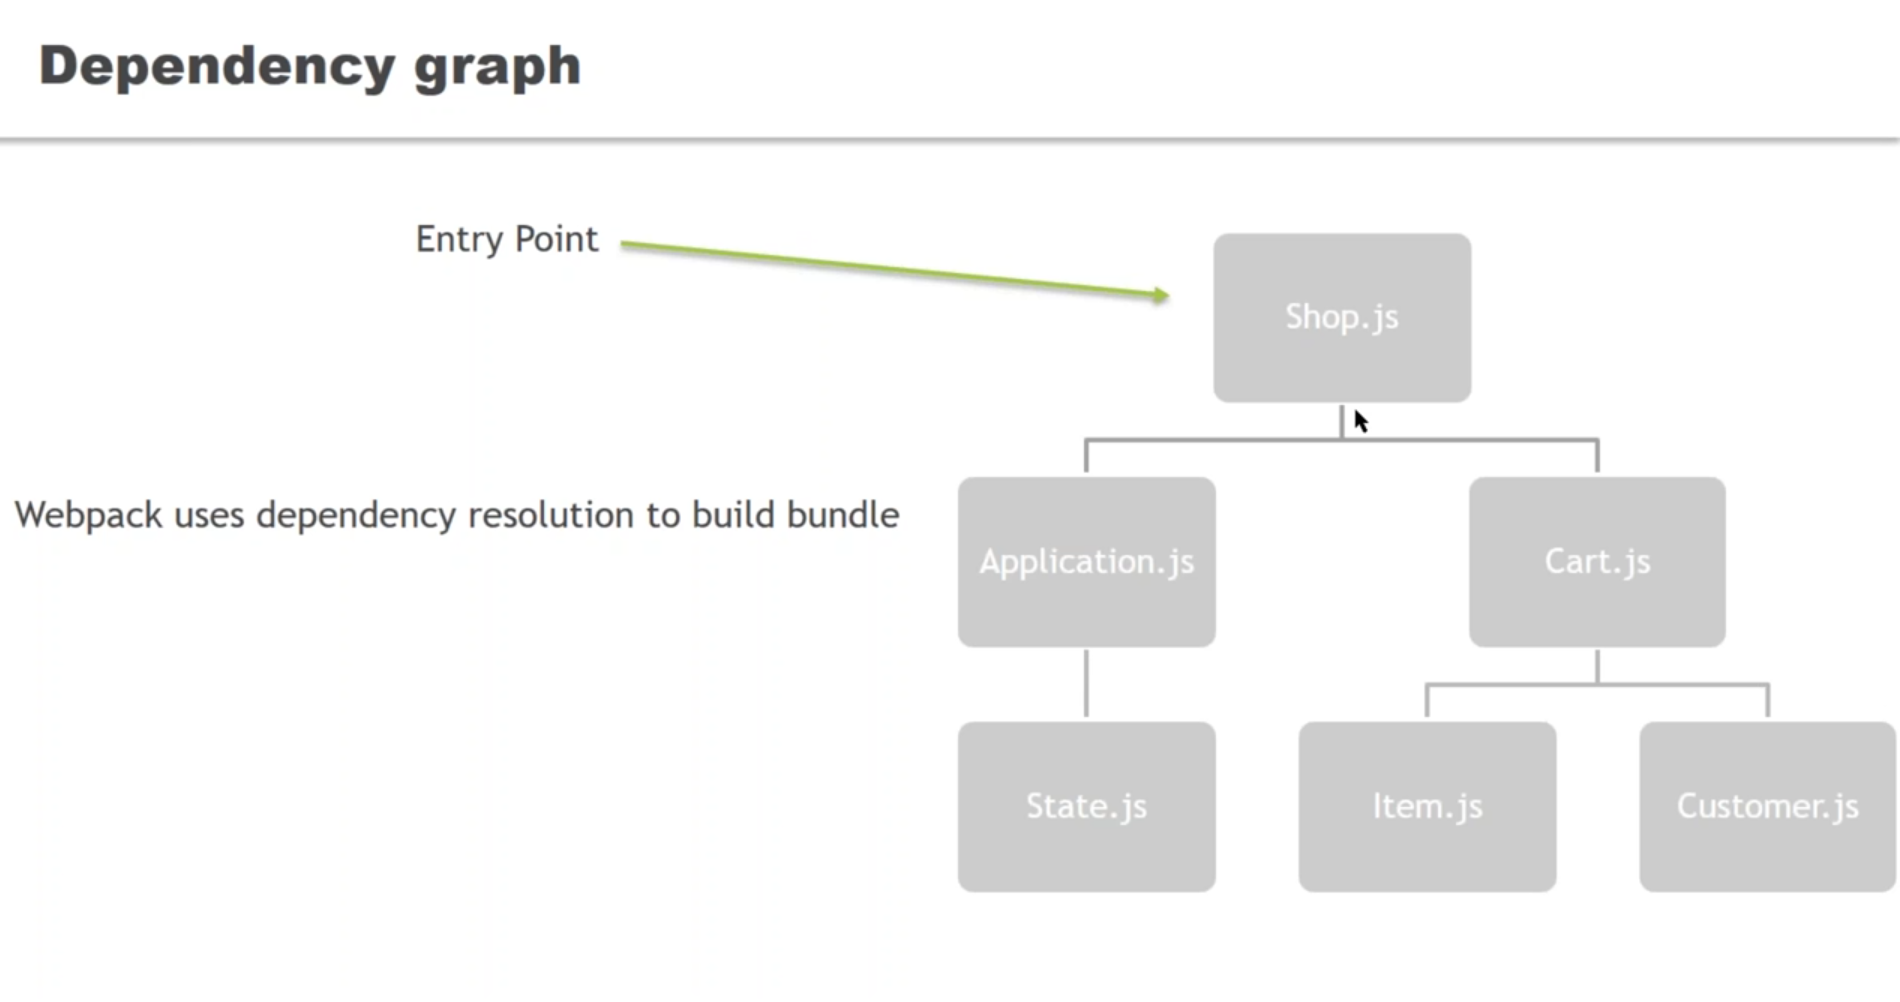 Dependency graph
Entry Point
Shop.js
Webpack uses dependency resolution to build bundle
Application.js
Cart.js
State.js
Item.js
Customer.js